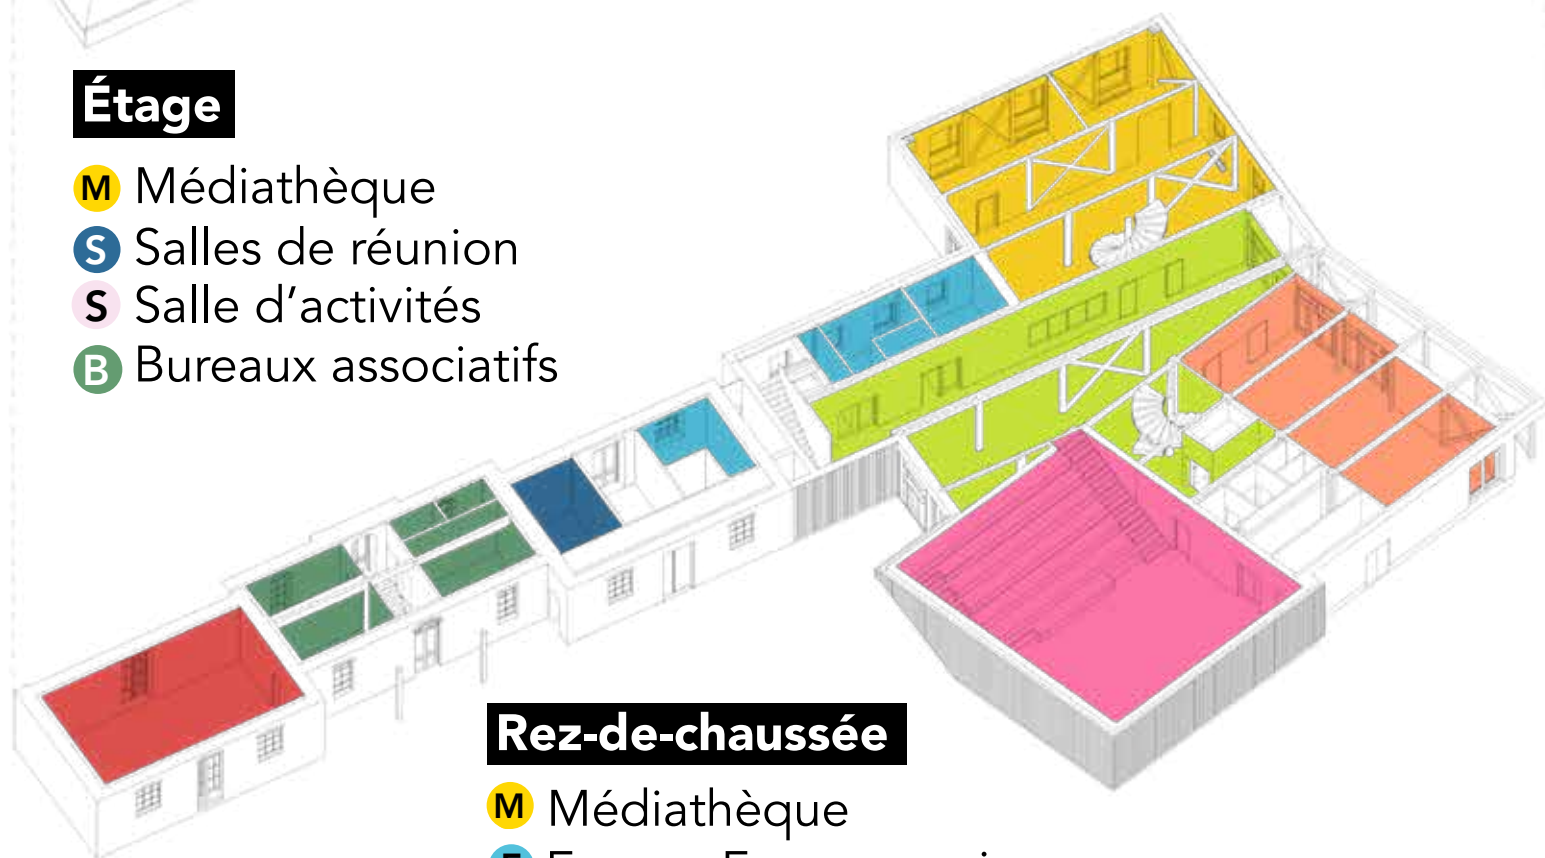 Étage
M Médiathèque
S Salles de réunion
S Salle d'activités
B Bureaux associatifs
Rez-de-chaussée
M Médiathèque